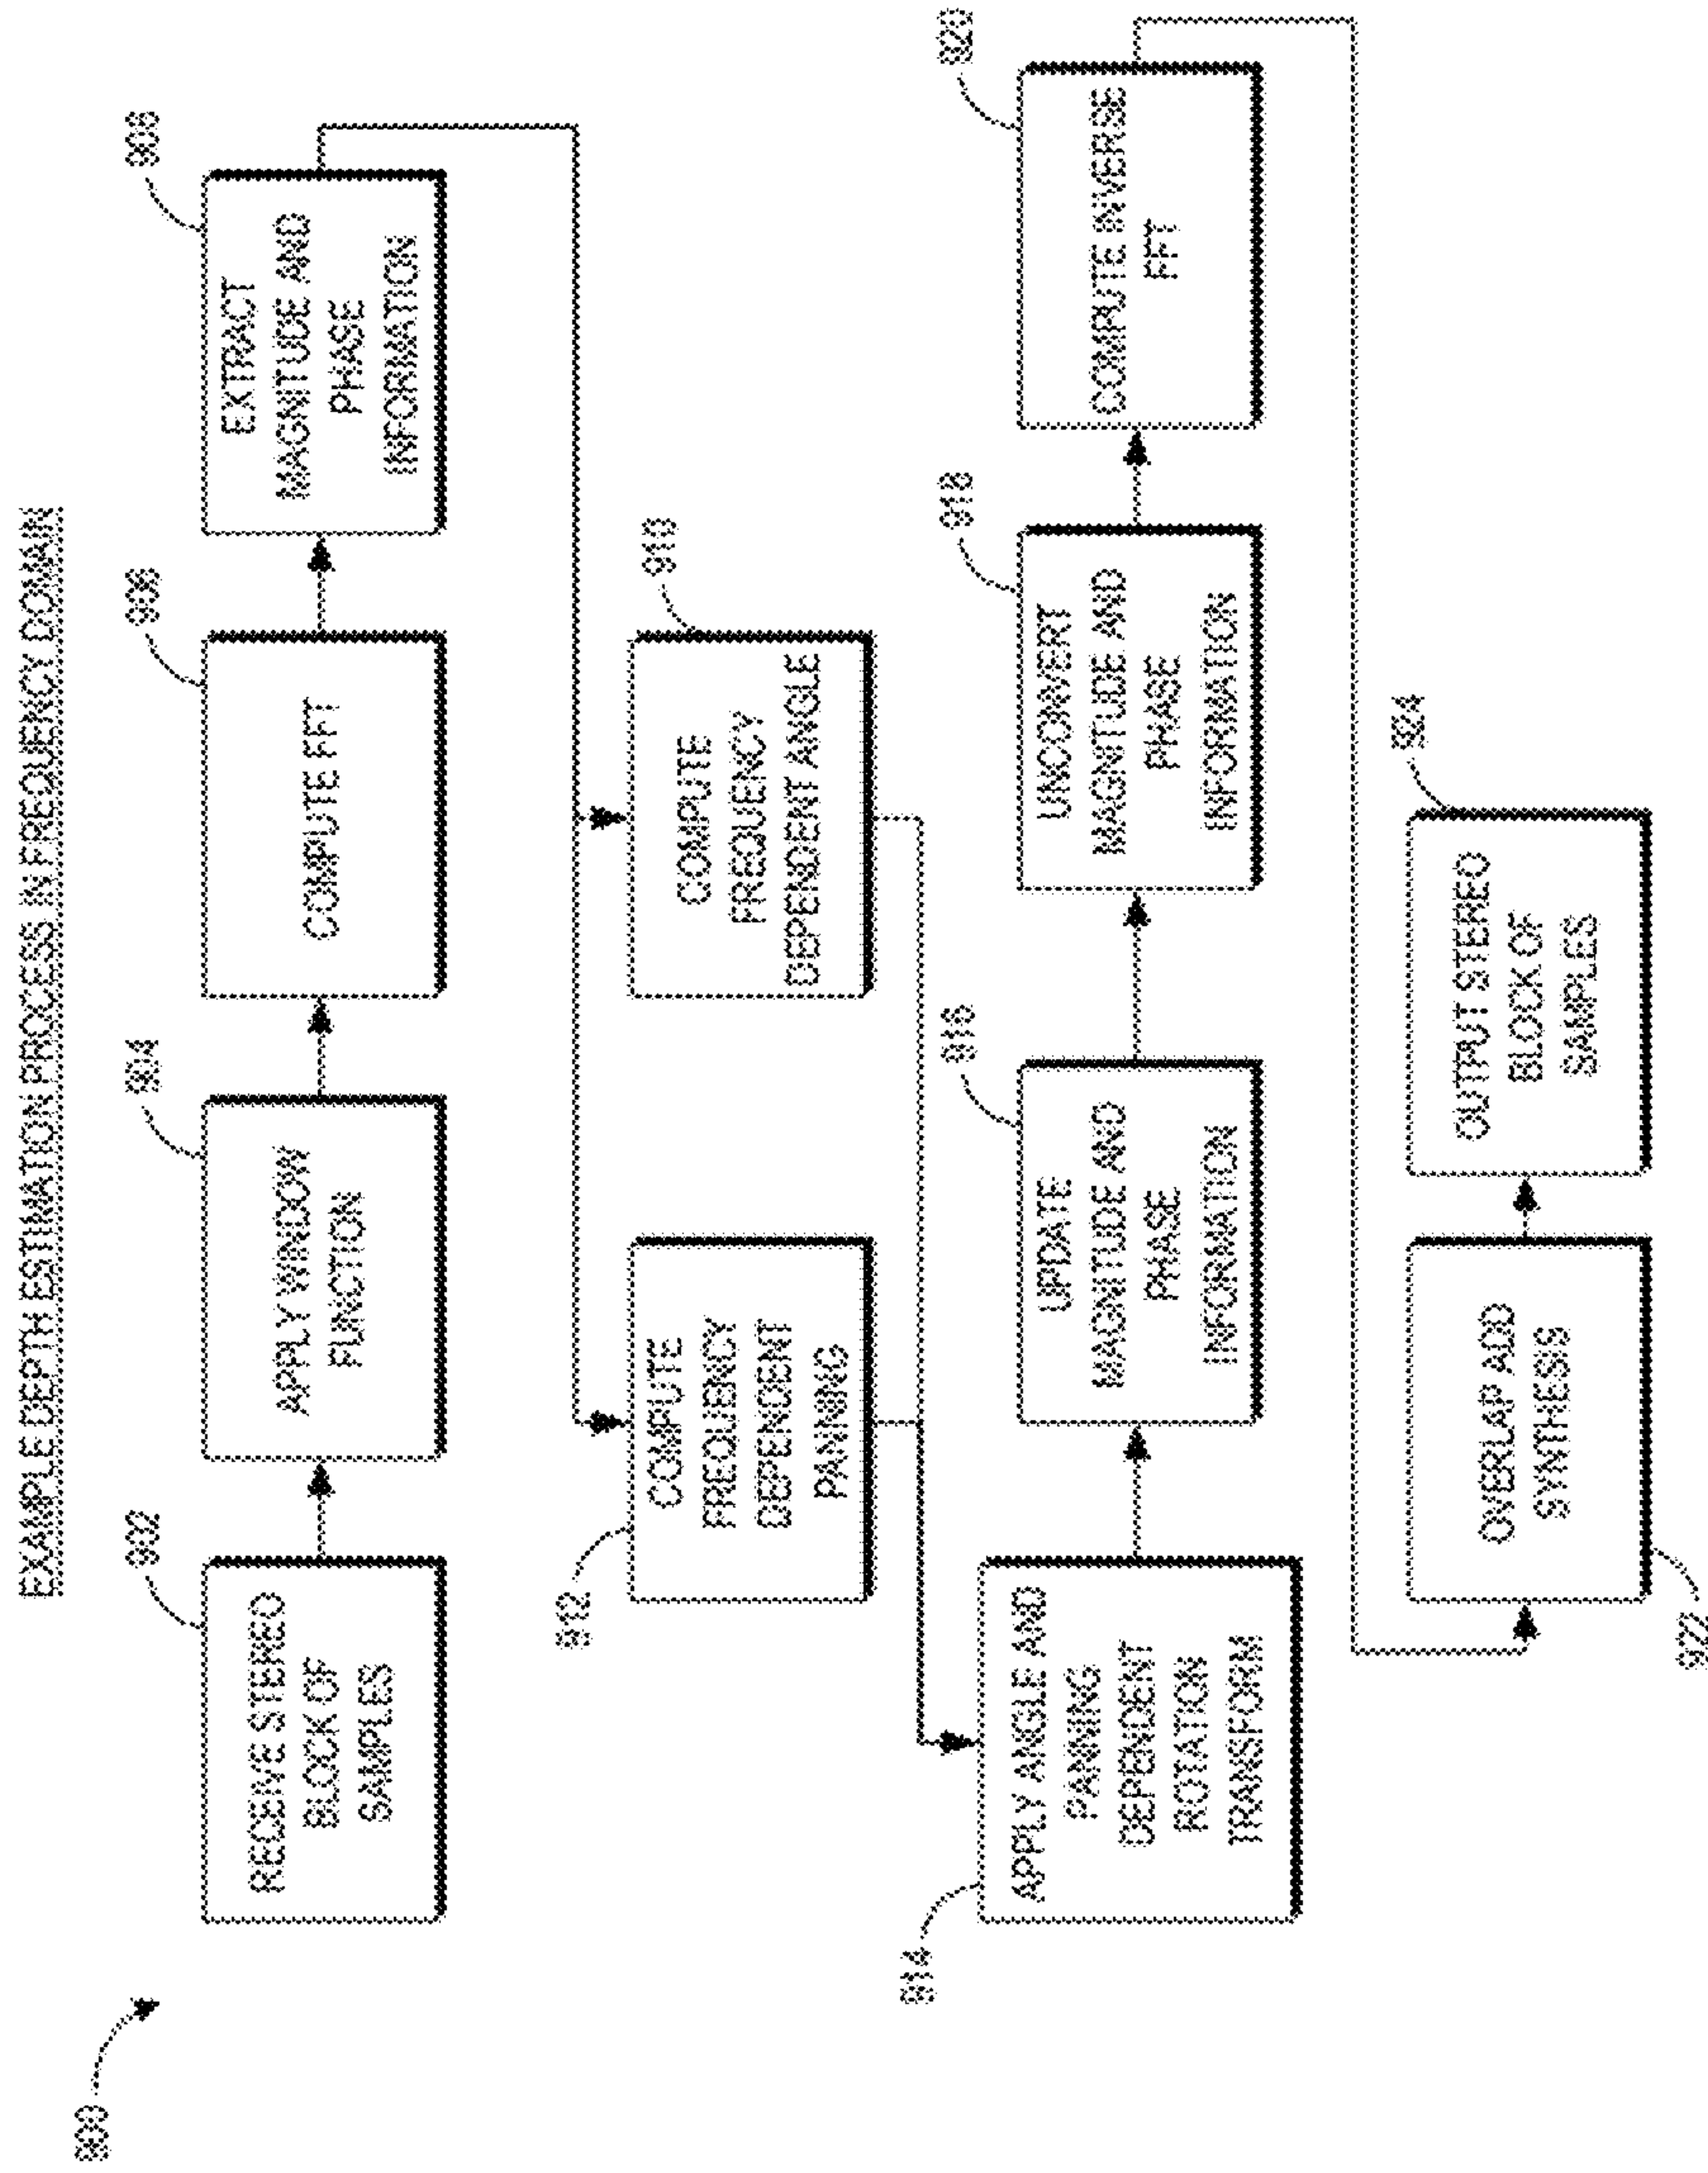 EXAMPLE DEPTH ESTIMATION PROCESS IN FREQUENCY DOMAIN
900
902
RECEIVE STEREO
BLOCK OF
SAMPLES
904
APPLY WINDOW
FUNCTION
906
COMPUTE FFT
908
EXTRACT
MAGNITUDE AND
PHASE
INFORMATION
912
COMPUTE
FREQUENCY
DEPENDENT
PANNING
910
COMPUTE
FREQUENCY
DEPENDENT ANGLE
914
APPLY ANGLE AND
PANNING
DEPENDENT
ROTATION
TRANSFORM
916
UPDATE
MAGNITUDE AND
PHASE
INFORMATION
918
UNCONVERT
MAGNITUDE AND
PHASE
INFORMATION
920
COMPUTE INVERSE
FFT
922
OVERLAP ADD
SYNTHESIS
924
OUTPUT STEREO
BLOCK OF
SAMPLES